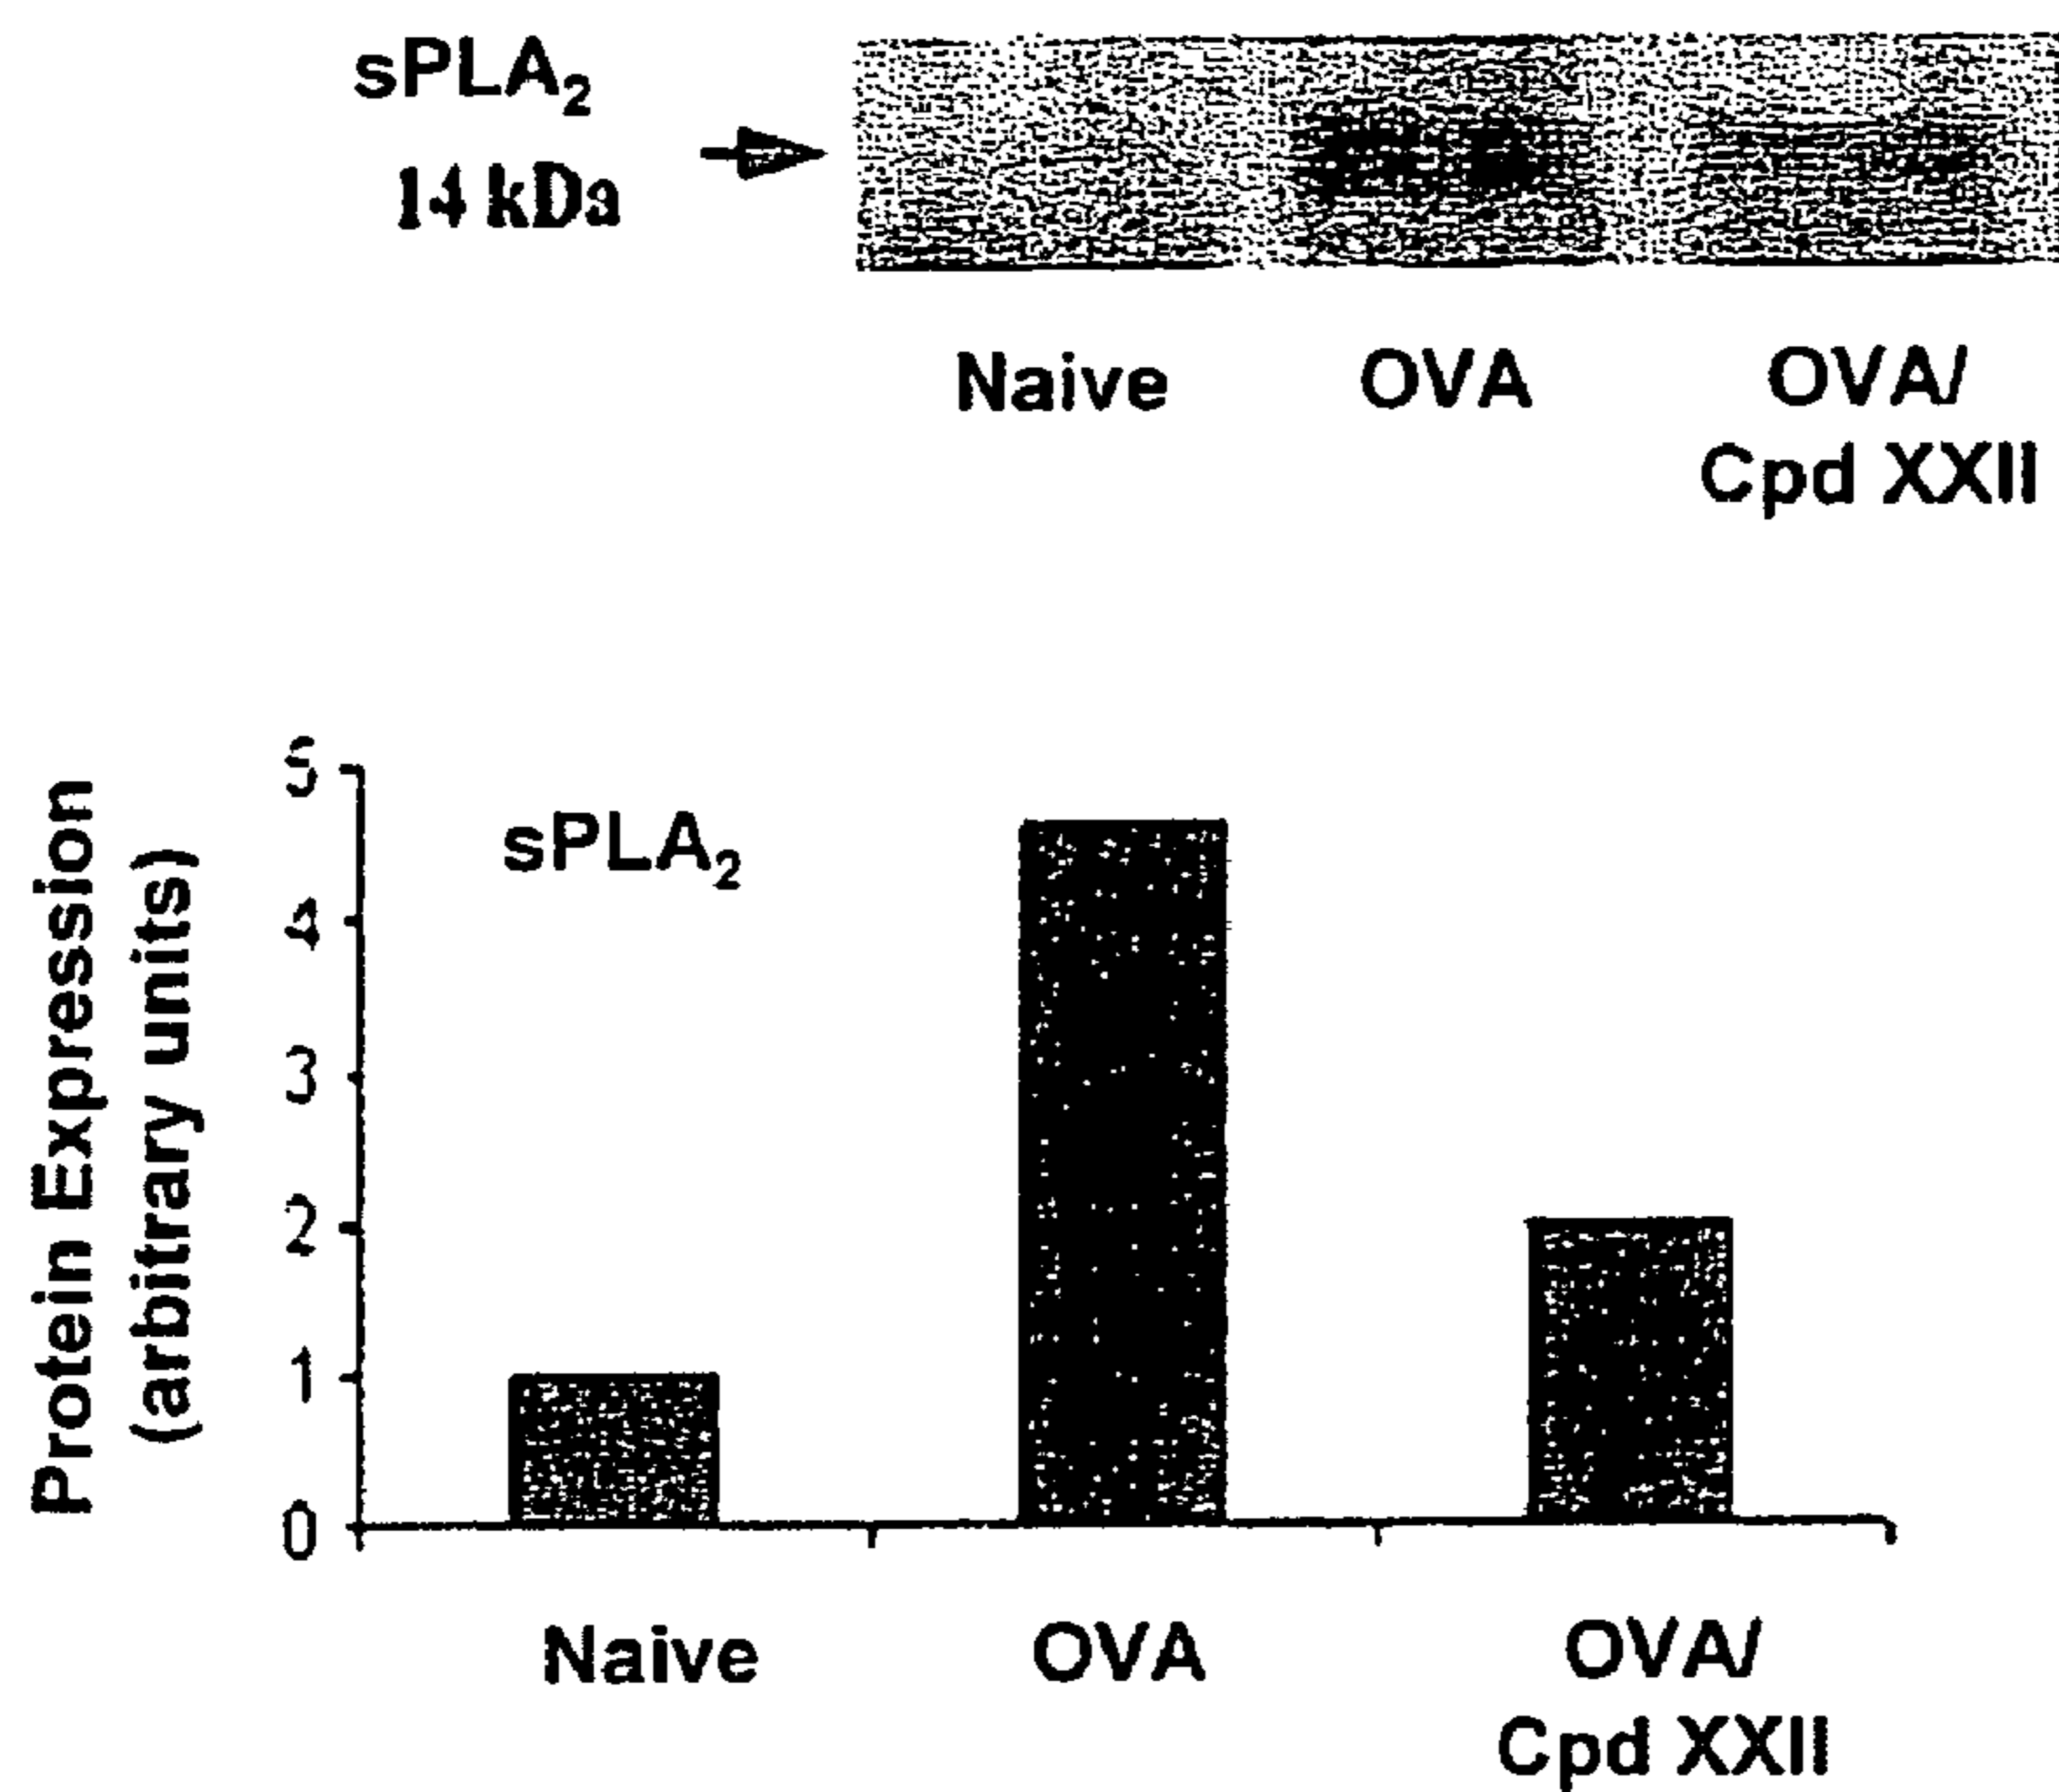 sPLA₂
14 kDa
Naive OVA OVA/
Cpd XXII
Protein Expression
(arbitrary units)
5
4
3
2
1
0
sPLA₂
Naive OVA OVA/
Cpd XXII